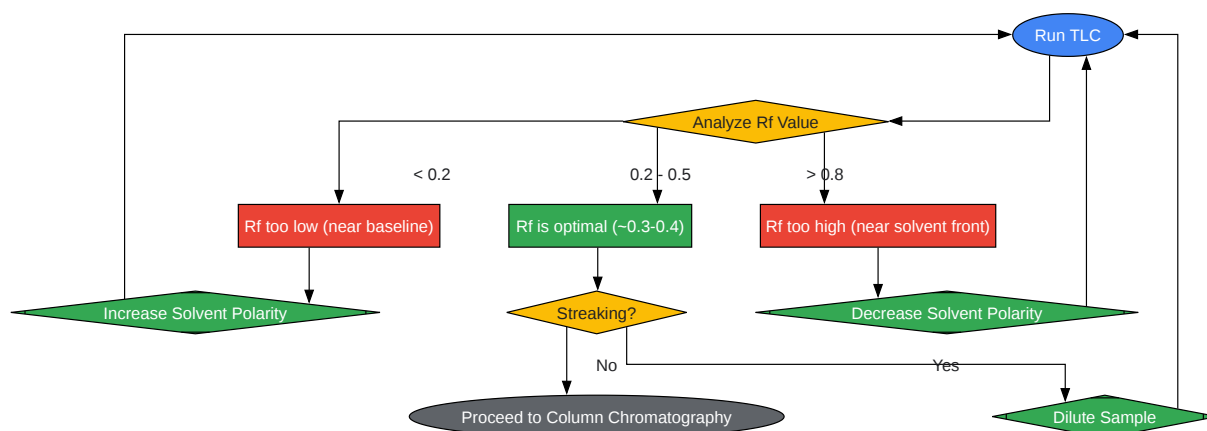 Run TLC
Analyze Rf Value
< 0.2
0.2 - 0.5
> 0.8
Rf too low (near baseline)
Rf is optimal (~0.3-0.4)
Rf too high (near solvent front)
Increase Solvent Polarity
Streaking?
Decrease Solvent Polarity
No
Yes
Proceed to Column Chromatography
Dilute Sample